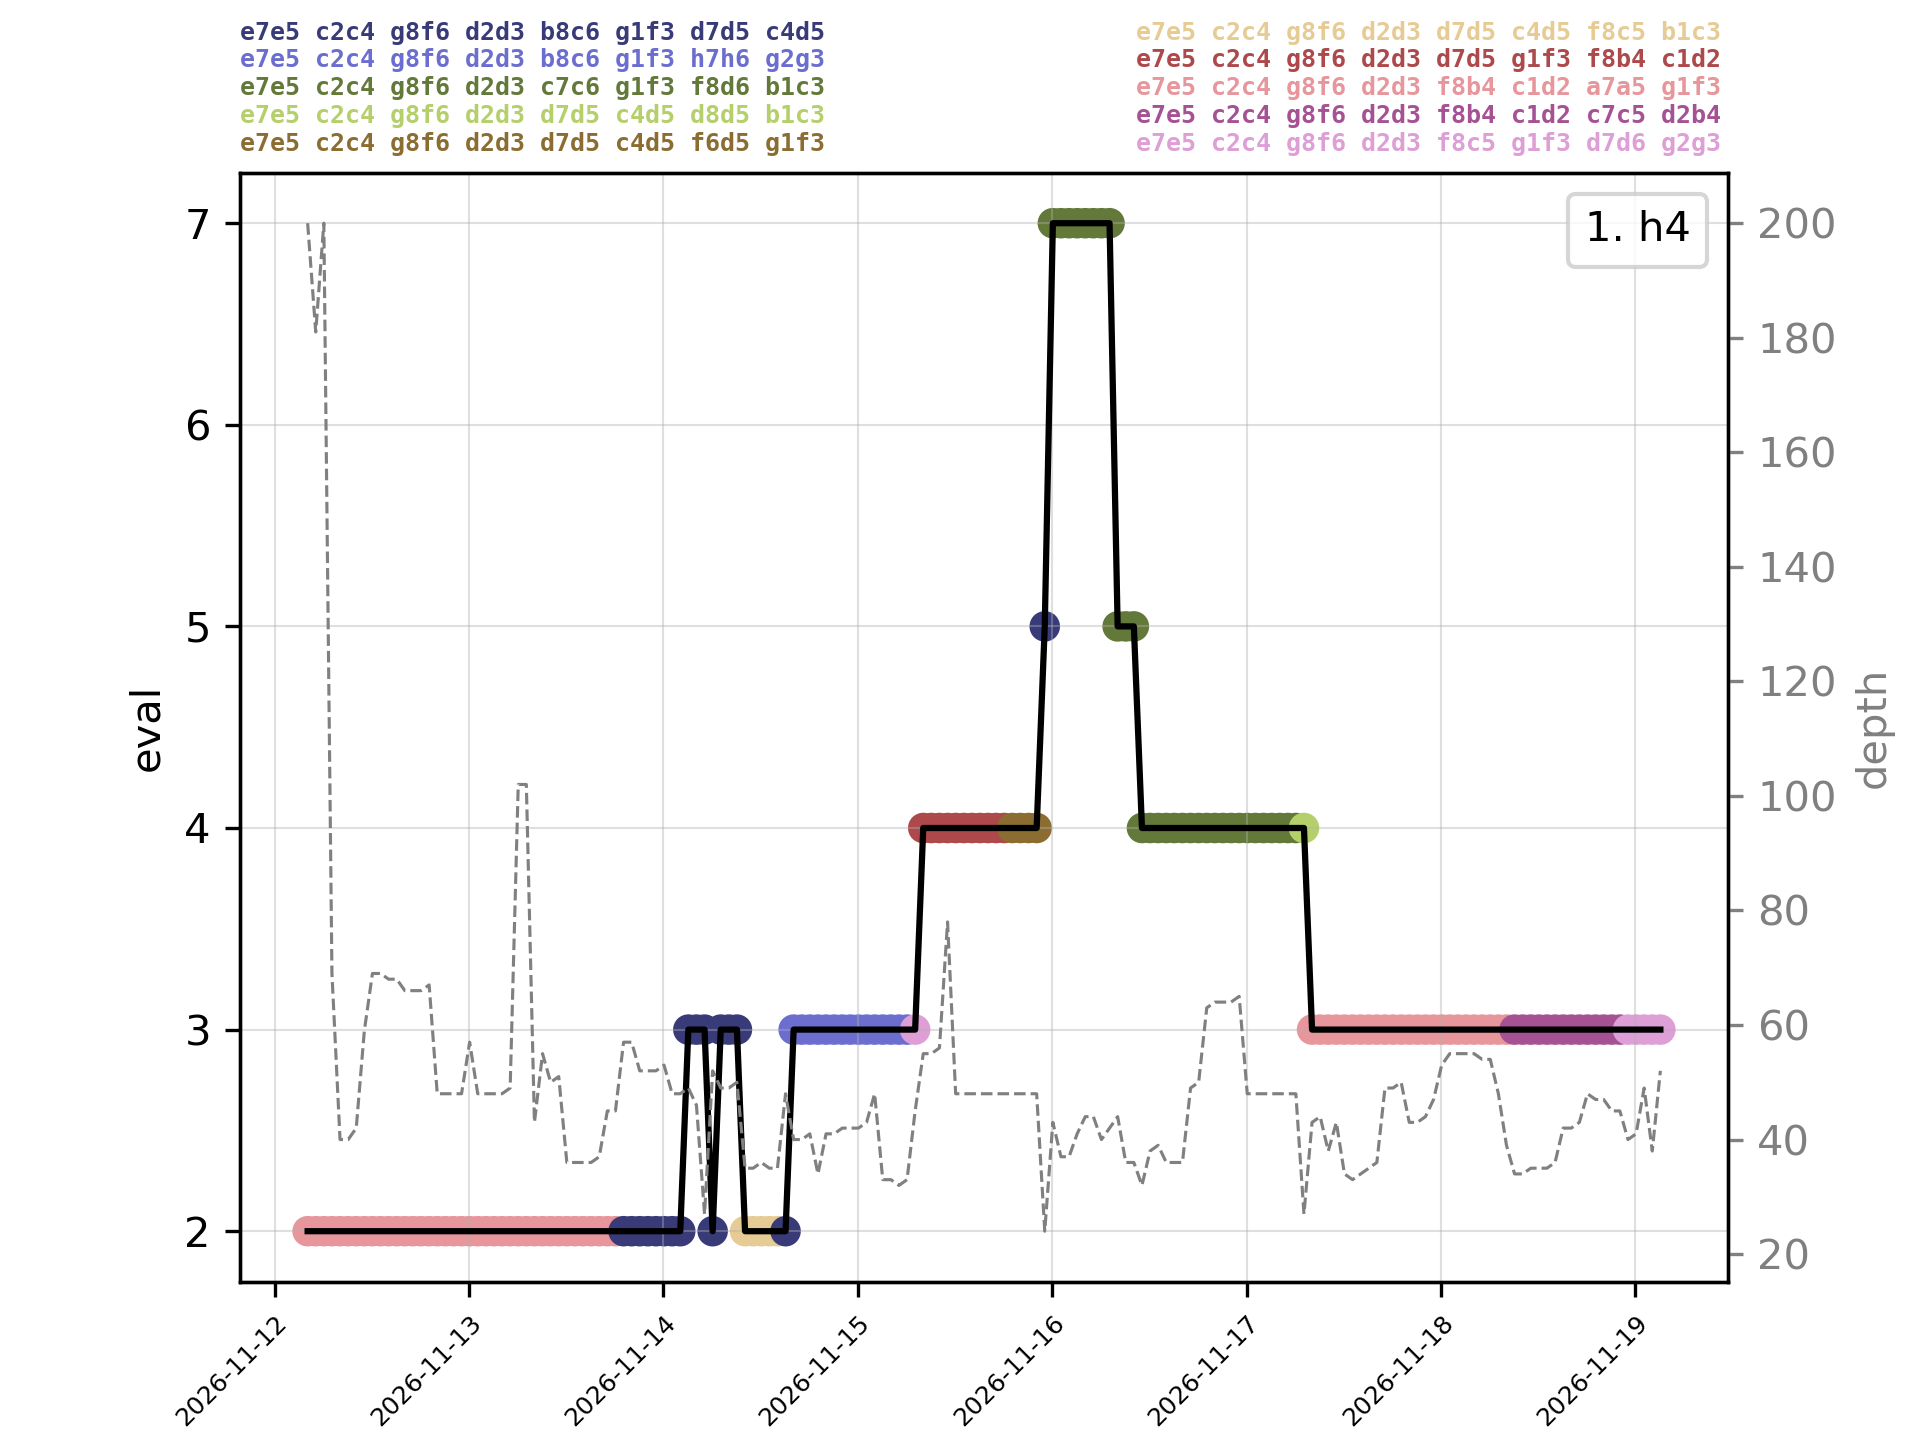 e7e5 c2c4 g8f6 d2d3 b8c6 g1f3 d7d5 c4d5
e7e5 c2c4 g8f6 d2d3 b8c6 g1f3 h7h6 g2g3
e7e5 c2c4 g8f6 d2d3 c7c6 g1f3 f8d6 b1c3
e7e5 c2c4 g8f6 d2d3 d7d5 c4d5 d8d5 b1c3
e7e5 c2c4 g8f6 d2d3 d7d5 c4d5 f6d5 g1f3
e7e5 c2c4 g8f6 d2d3 d7d5 c4d5 f8c5 b1c3
e7e5 c2c4 g8f6 d2d3 d7d5 g1f3 f8b4 c1d2
e7e5 c2c4 g8f6 d2d3 f8b4 c1d2 a7a5 g1f3
e7e5 c2c4 g8f6 d2d3 f8b4 c1d2 c7c5 d2b4
e7e5 c2c4 g8f6 d2d3 f8c5 g1f3 d7d6 g2g3
1. h4
eval
7
6
5
4
3
2
200
180
160
140
120
100
80
60
40
20
depth
2026-11-12
2026-11-13
2026-11-14
2026-11-15
2026-11-16
2026-11-17
2026-11-18
2026-11-19